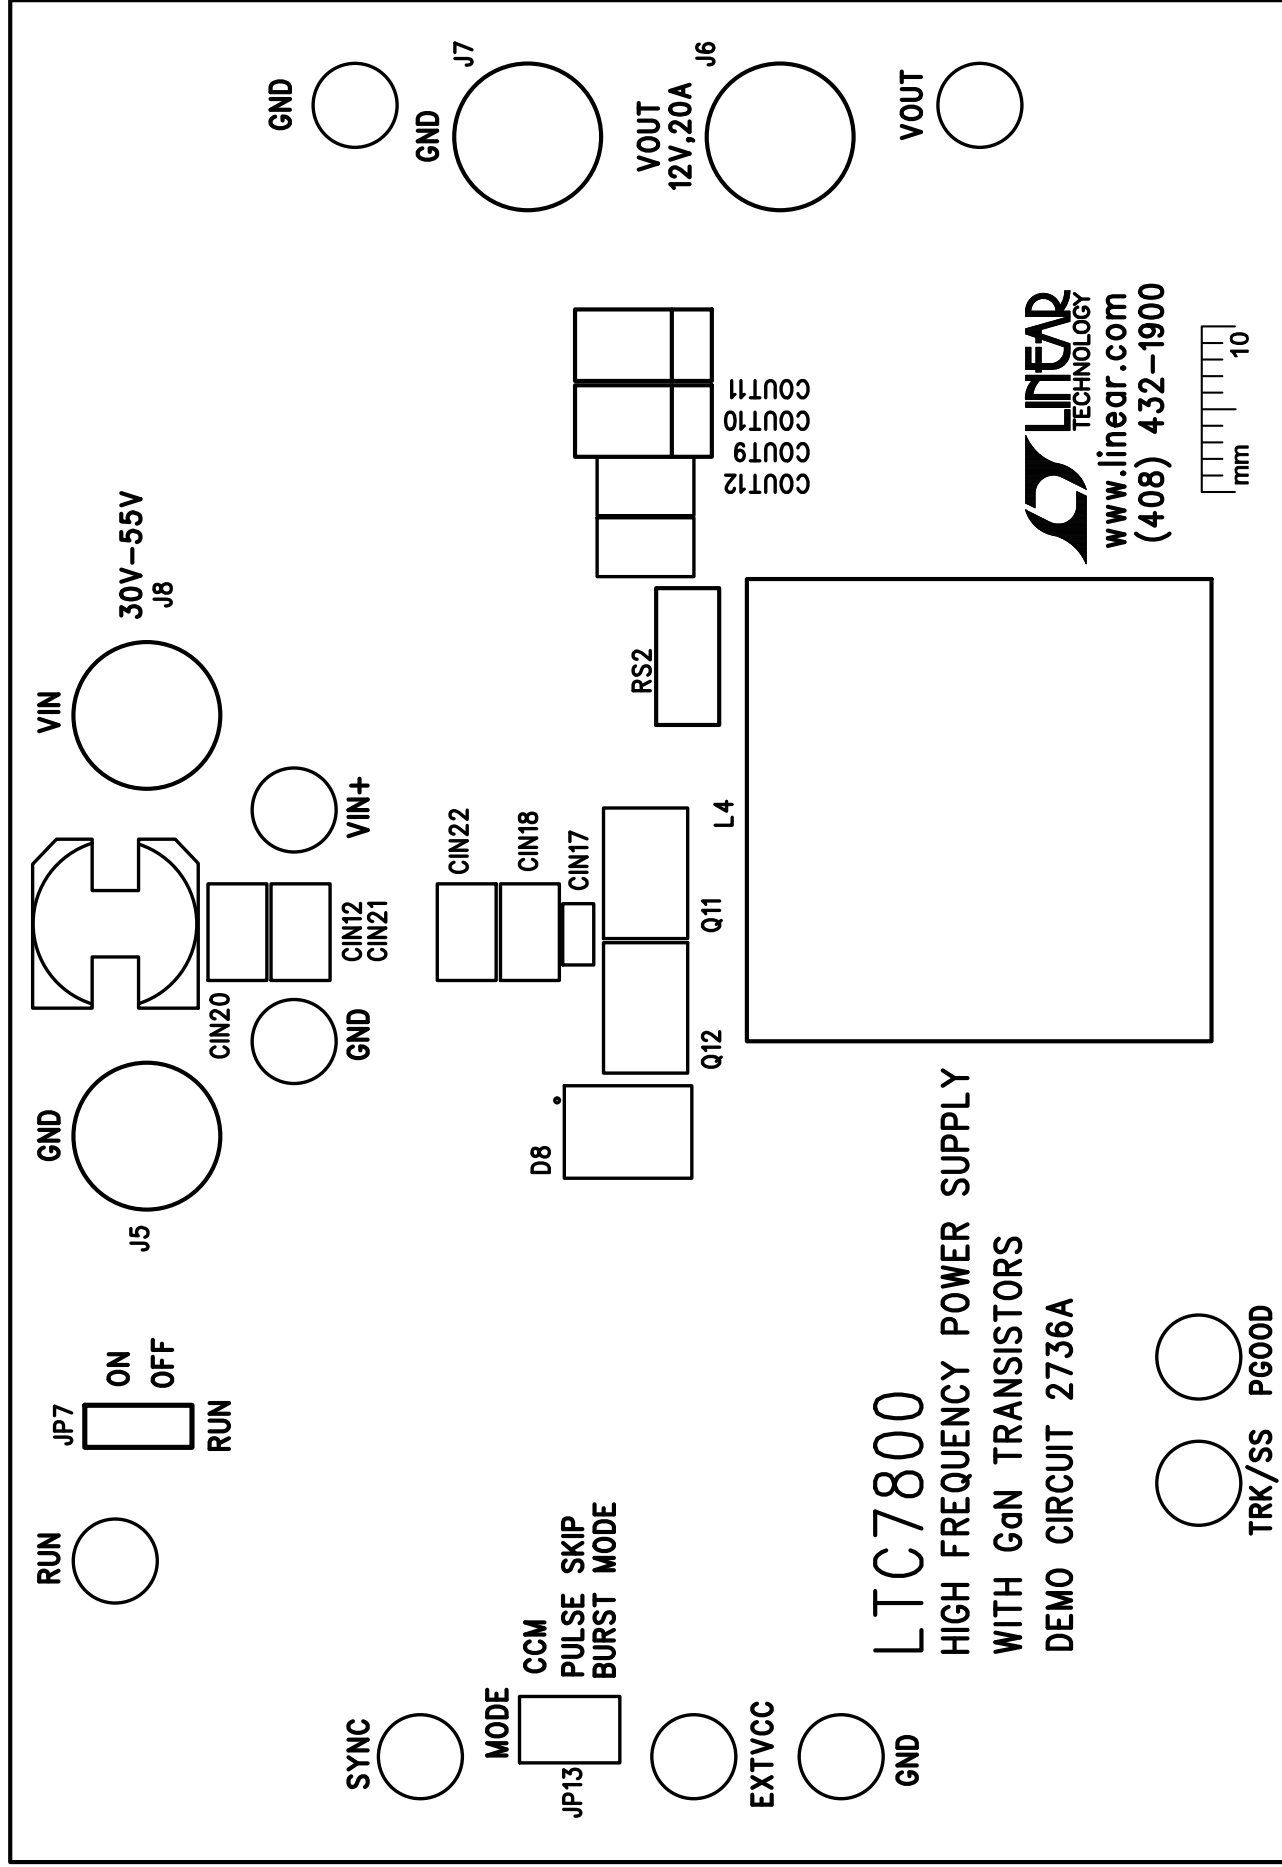 SYNC
MODE
JP13
CCM
PULSE SKIP
BURST MODE
EXTVCC
GND
RUN
JP7
ON
OFF
RUN
J5
GND
CIN20
GND
CIN12
CIN21
VIN+
VIN
30V-55V
J8
CIN22
CIN18
CIN17
D8
Q12
Q11
L4
RS2
COUT11
COUT10
COUT9
COUT12
GND
GND
J7
VOUT
12V,20A
J6
VOUT
LTC7800
HIGH FREQUENCY POWER SUPPLY
WITH GaN TRANSISTORS
DEMO CIRCUIT 2736A
TRK/SS
PGOOD
LINEAR
TECHNOLOGY
www.linear.com
(408) 432-1900
mm
10